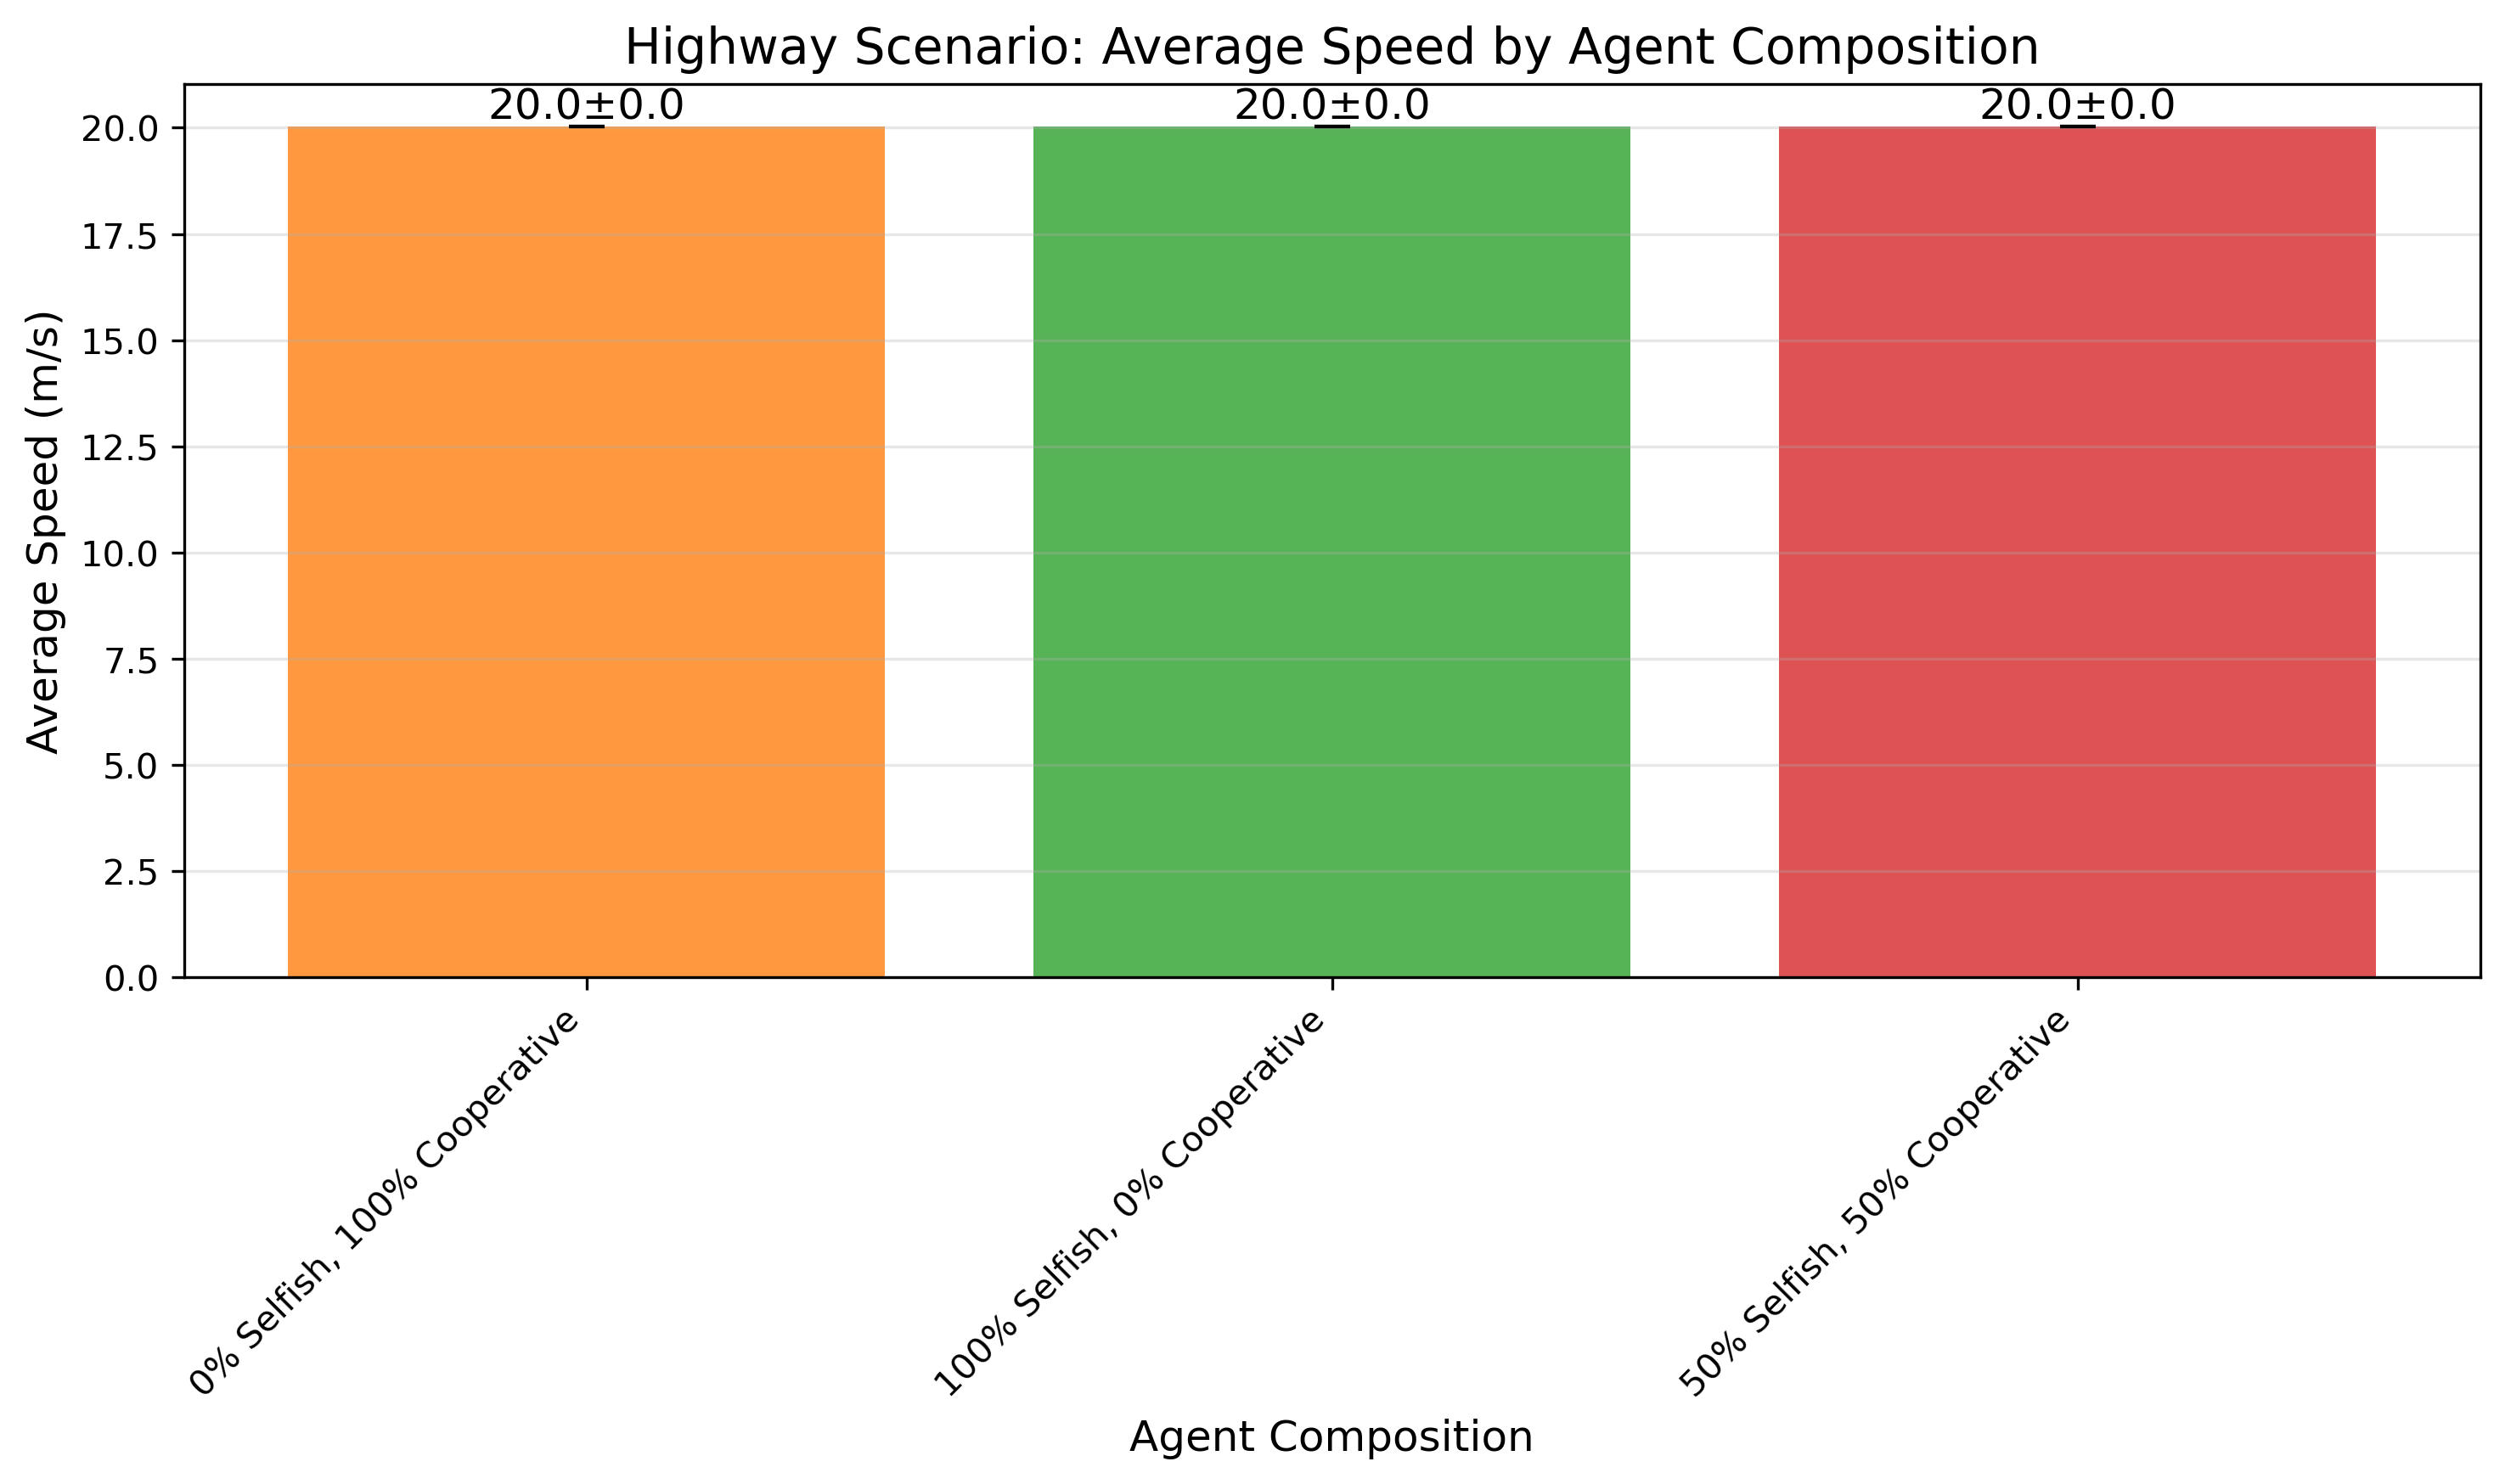 Highway Scenario: Average Speed by Agent Composition
20.0±0.0
20.0±0.0
20.0±0.0
Average Speed (m/s)
20.0
17.5
15.0
12.5
10.0
7.5
5.0
2.5
0.0
0% Selfish, 100% Cooperative
100% Selfish, 0% Cooperative
50% Selfish, 50% Cooperative
Agent Composition